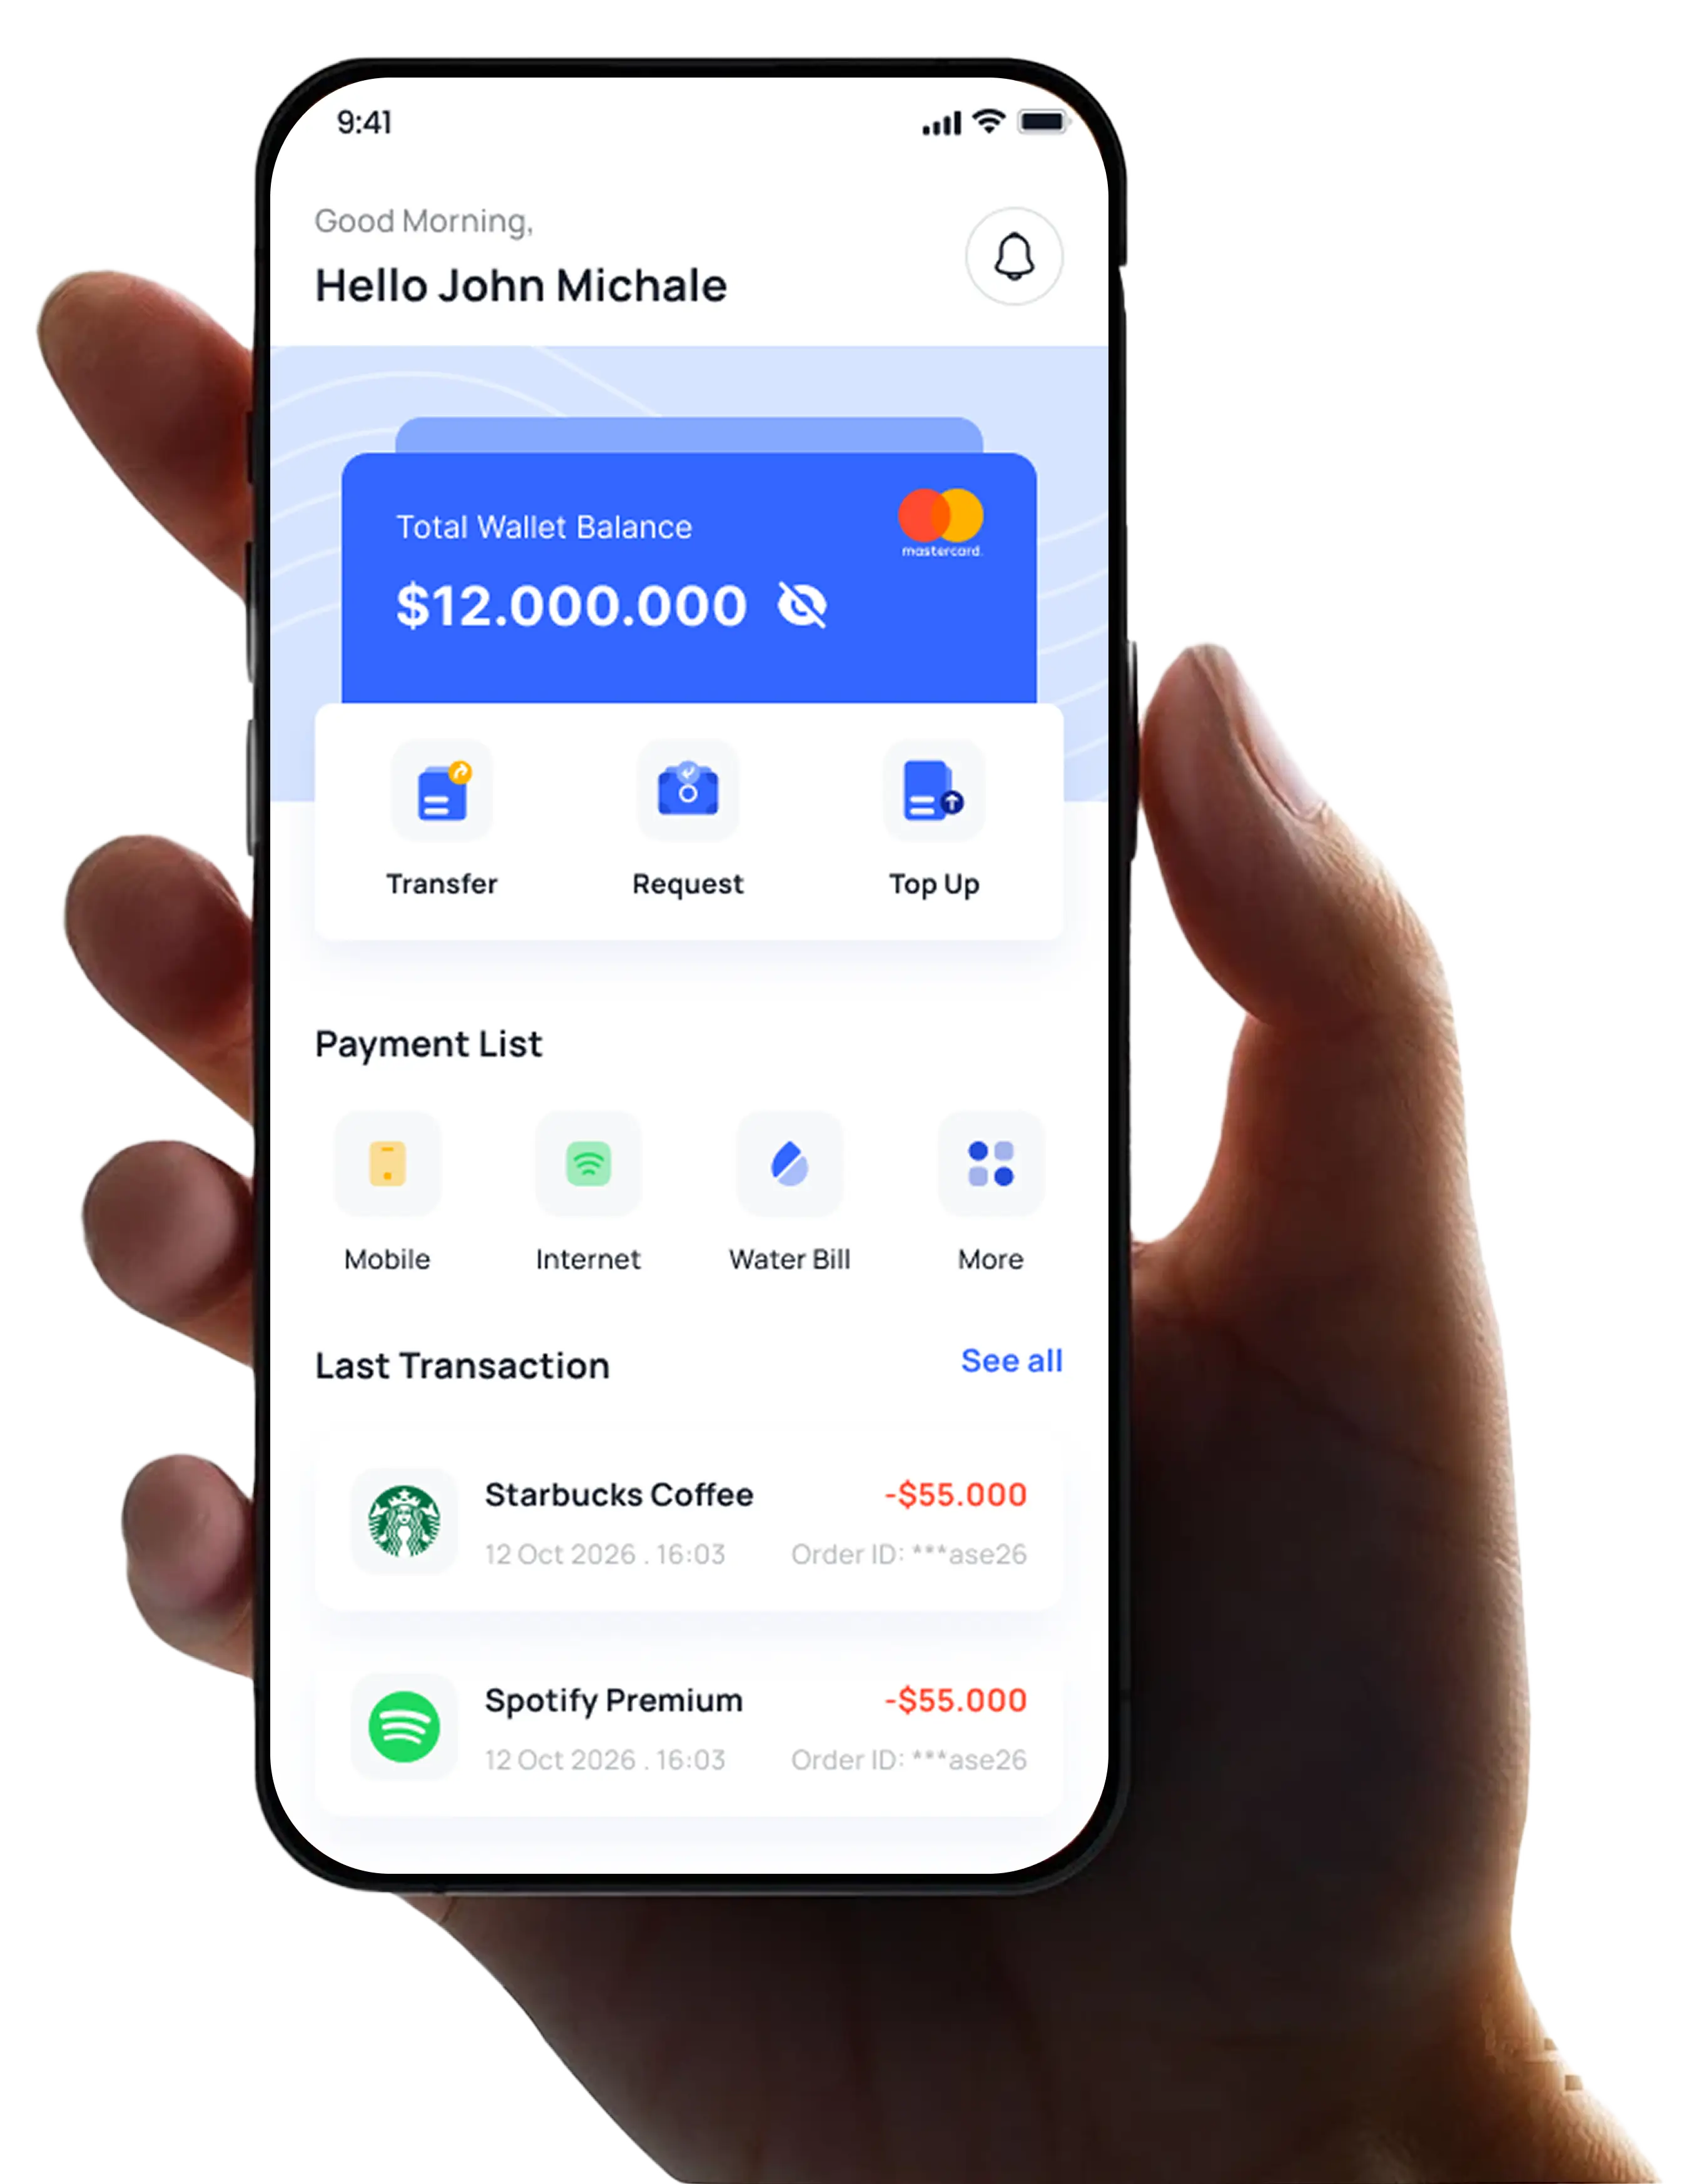 9:41
Good Morning,
Hello John Michale
Total Wallet Balance
mastercard.
$12.000.000
Transfer
Request
Top Up
Payment List
Mobile
Internet
Water Bill
More
Last Transaction
See all
Starbucks Coffee
-$55.000
12 Oct 2026 . 16:03
Order ID: ***ase26
Spotify Premium
-$55.000
12 Oct 2026 . 16:03
Order ID: ***ase26